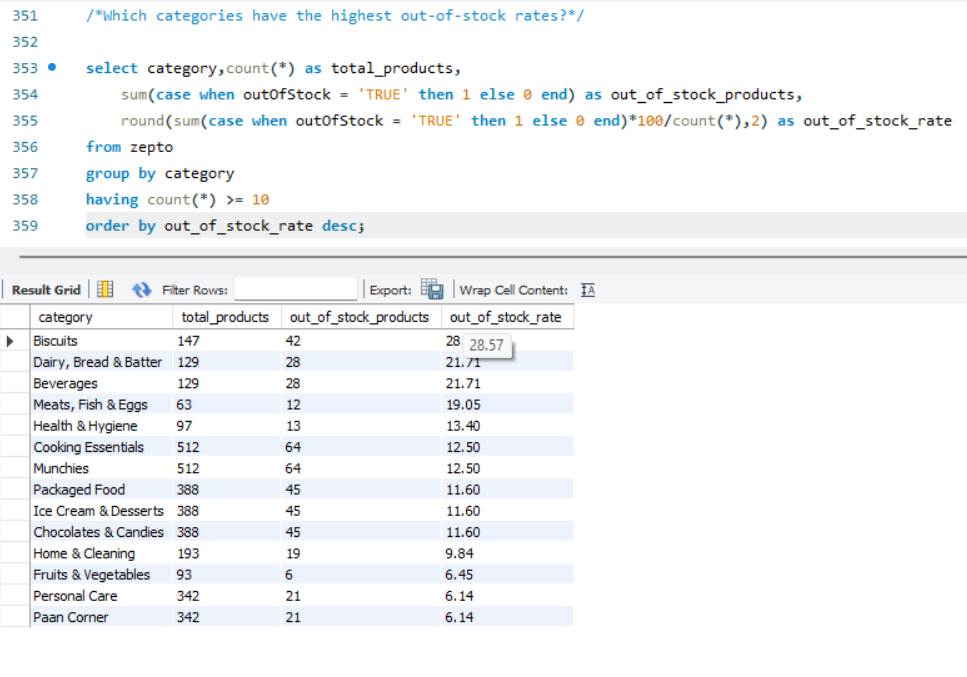 351 /*Which categories have the highest out-of-stock rates?*/
352
353 select category,count(*) as total_products,
354 sum(case when outOfStock = 'TRUE' then 1 else 0 end) as out_of_stock_products,
355 round(sum(case when outOfStock = 'TRUE' then 1 else 0 end)*100/count(*),2) as out_of_stock_rate
356 from zepto
357 group by category
358 having count(*) >= 10
359 order by out_of_stock_rate desc;
Result Grid Filter Rows: Export: Wrap Cell Content: IA
category total_products out_of_stock_products out_of_stock_rate
Biscuits 147 42 28 28.57
Dairy, Bread & Batter 129 28 21.71
Beverages 129 28 21.71
Meats, Fish & Eggs 63 12 19.05
Health & Hygiene 97 13 13.40
Cooking Essentials 512 64 12.50
Munchies 512 64 12.50
Packaged Food 388 45 11.60
Ice Cream & Desserts 388 45 11.60
Chocolates & Candies 388 45 11.60
Home & Cleaning 193 19 9.84
Fruits & Vegetables 93 6 6.45
Personal Care 342 21 6.14
Paan Corner 342 21 6.14